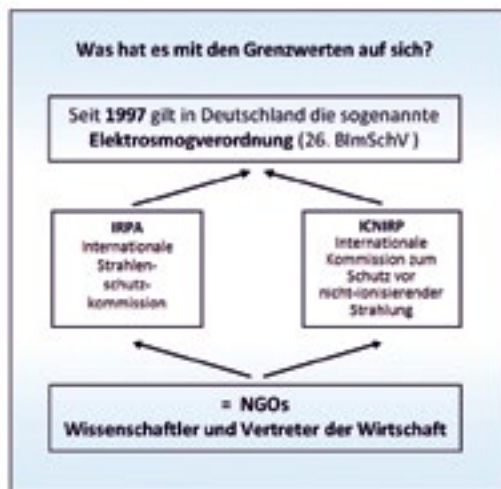 Was hat es mit den Grenzwerten auf sich?
Seit 1997 gilt in Deutschland die sogenannte
Elektrosmogverordnung (26. BImSchV )
IRPA
Internationale
Strahlen-
schutz-
kommission
ICNIRP
Internationale
Kommission zum
Schutz vor
nicht-ionisierender
Strahlung
= NGOs
Wissenschaftler und Vertreter der Wirtschaft